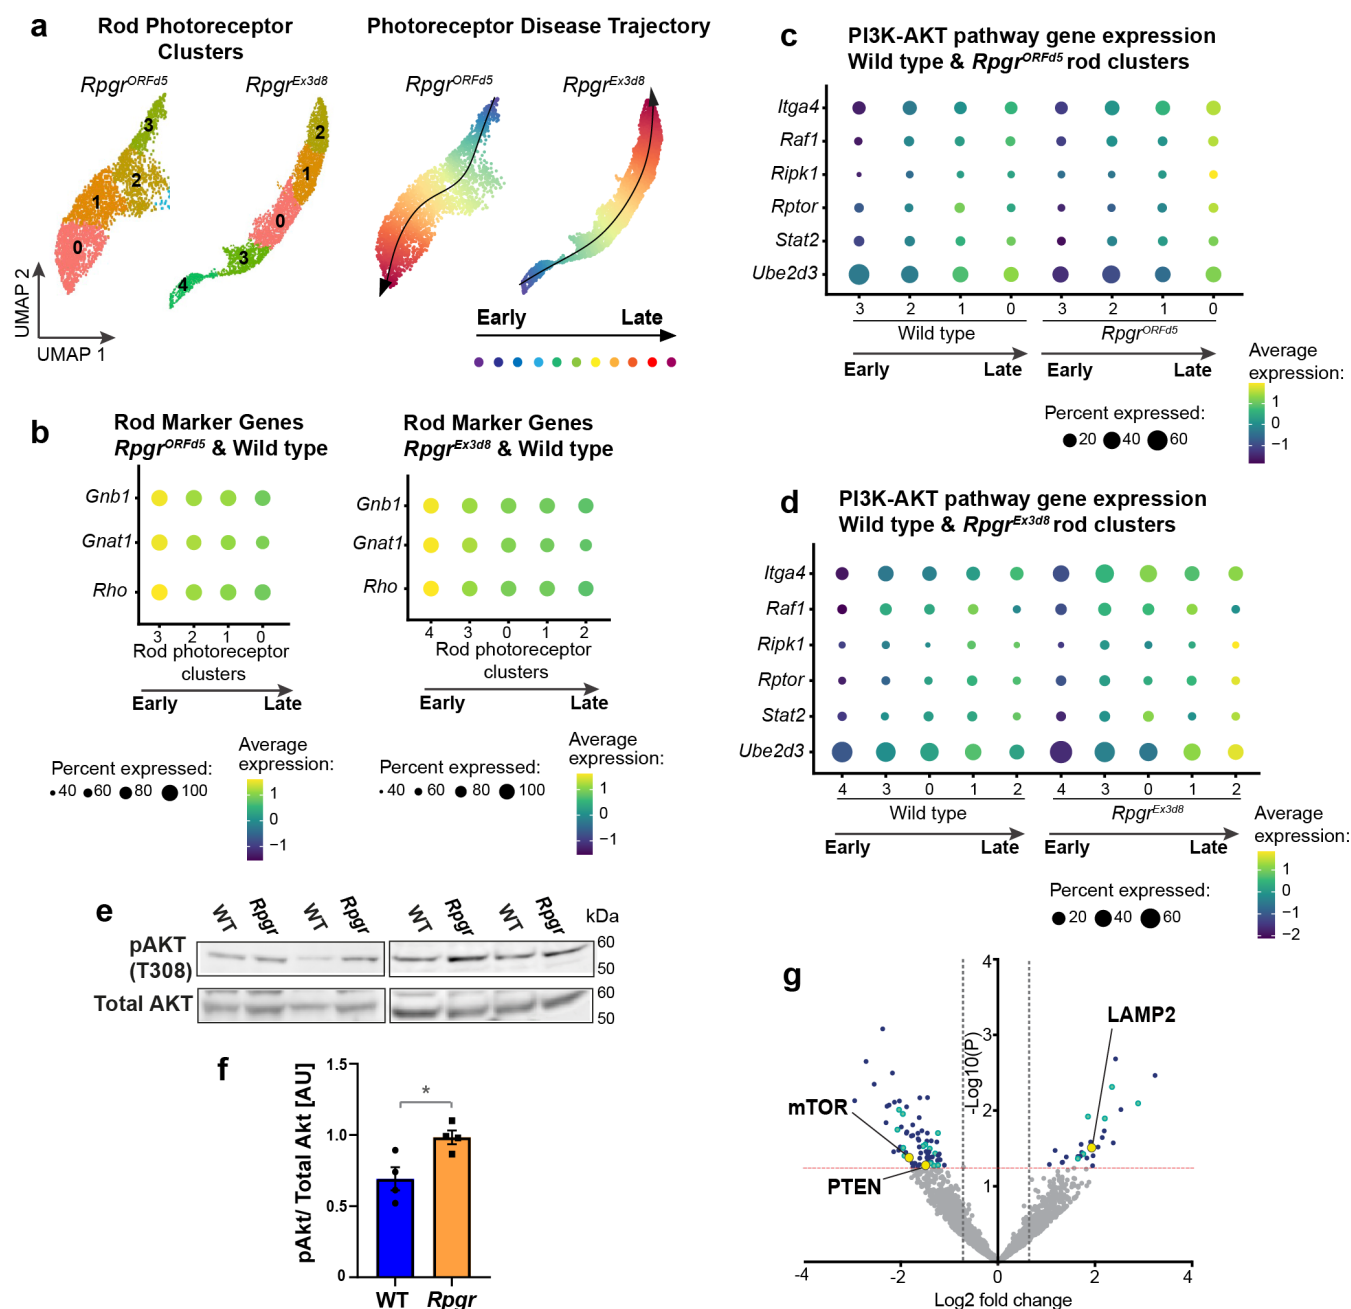 a
Rod Photoreceptor
Clusters
Photoreceptor Disease Trajectory
RpgrORFd5
RpgrEx3d8
RpgrORFd5
RpgrEx3d8
3
2
1
0
2
1
0
3
4
UMAP 2
UMAP 1
Early
Late
b
Rod Marker Genes
RpgrORFd5 & Wild type
Gnb1
Gnat1
Rho
3 2 1 0
Rod photoreceptor
clusters
Early
Late
Percent expressed:
40 60 80 100
Average
expression:
1
0
−1
Rod Marker Genes
RpgrEx3d8 & Wild type
Gnb1
Gnat1
Rho
4 3 0 1 2
Rod photoreceptor
clusters
Early
Late
Percent expressed:
40 60 80 100
Average
expression:
1
0
−1
c
PI3K-AKT pathway gene expression
Wild type & RpgrORFd5 rod clusters
Itga4
Raf1
Ripk1
Rptor
Stat2
Ube2d3
3 2 1 0 3 2 1 0
Wild type
RpgrORFd5
Early
Late
Early
Late
Average
expression:
1
0
−1
Percent expressed:
20 40 60
d
PI3K-AKT pathway gene expression
Wild type & RpgrEx3d8 rod clusters
Itga4
Raf1
Ripk1
Rptor
Stat2
Ube2d3
4 3 0 1 2 4 3 0 1 2
Wild type
RpgrEx3d8
Early
Late
Early
Late
Average
expression:
1
0
−1
−2
Percent expressed:
20 40 60
e
WT Rpgr WT Rpgr WT Rpgr WT Rpgr
kDa
pAKT
(T308)
60
50
Total AKT
60
50
f
pAkt/ Total Akt [AU]
1.5
1.0
0.5
0
*
WT Rpgr
g
-Log10(P)
-4
-3
-2
1
LAMP2
mTOR
PTEN
-4 -2 0 2 4
Log2 fold change